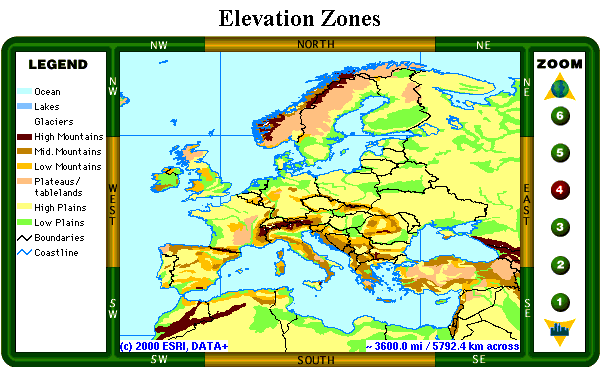 Elevation Zones
NW NORTH NE
LEGEND
Ocean
Lakes
Glaciers
High Mountains
Mid. Mountains
Low Mountains
Plateaus/
tablelands
High Plains
Low Plains
Boundaries
Coastline
NW
WEST
SW
NE
EAST
SE
ZOOM
6
5
4
3
2
1
(c) 2000 ESRI, DATA+ ~ 3600.0 mi / 5792.4 km across
SW SOUTH SE